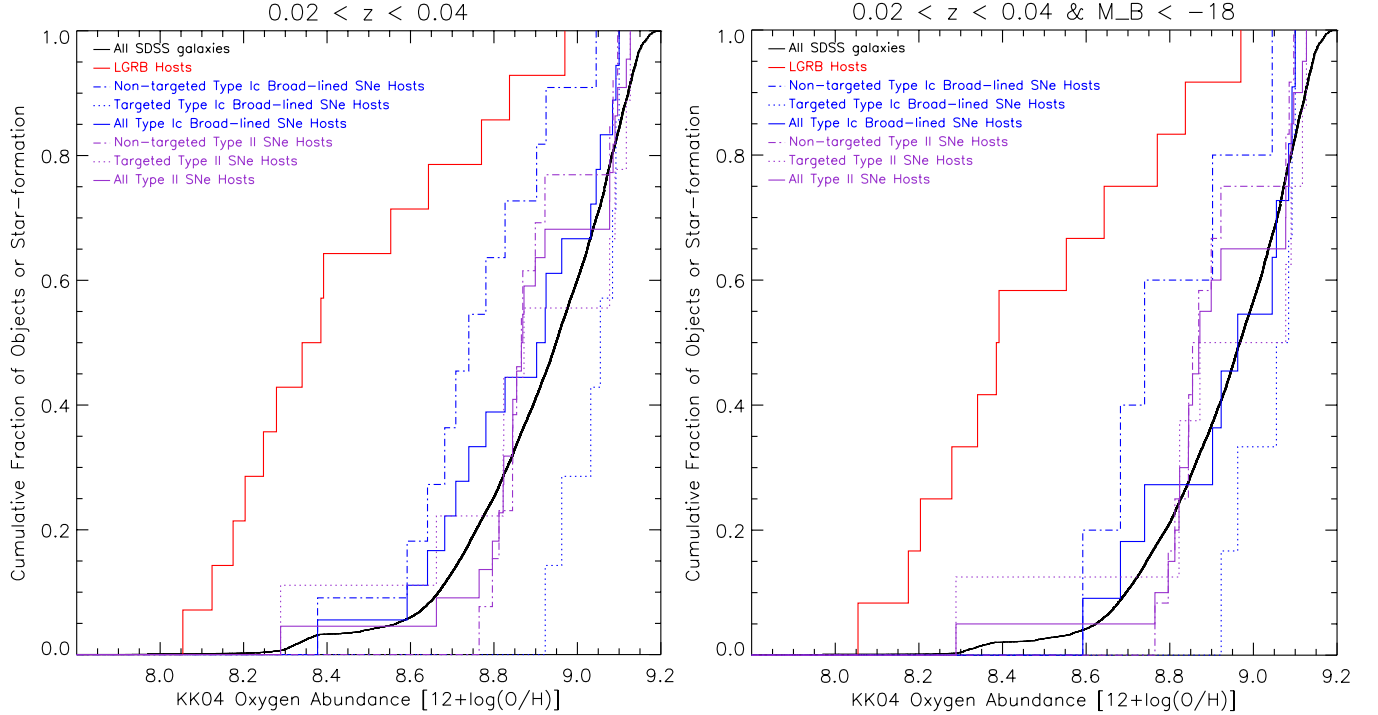 0.02 < z < 0.04
1.0
0.8
0.6
0.4
0.2
0.0
Cumulative Fraction of Objects or Star-formation
All SDSS galaxies
LGRB Hosts
Non-targeted Type Ic Broad-lined SNe Hosts
Targeted Type Ic Broad-lined SNe Hosts
All Type Ic Broad-lined SNe Hosts
Non-targeted Type II SNe Hosts
Targeted Type II SNe Hosts
All Type II SNe Hosts
8.0 8.2 8.4 8.6 8.8 9.0 9.2
KK04 Oxygen Abundance [12+log(O/H)]
0.02 < z < 0.04 & M_B < -18
1.0
0.8
0.6
0.4
0.2
0.0
Cumulative Fraction of Objects or Star-formation
All SDSS galaxies
LGRB Hosts
Non-targeted Type Ic Broad-lined SNe Hosts
Targeted Type Ic Broad-lined SNe Hosts
All Type Ic Broad-lined SNe Hosts
Non-targeted Type II SNe Hosts
Targeted Type II SNe Hosts
All Type II SNe Hosts
8.0 8.2 8.4 8.6 8.8 9.0 9.2
KK04 Oxygen Abundance [12+log(O/H)]